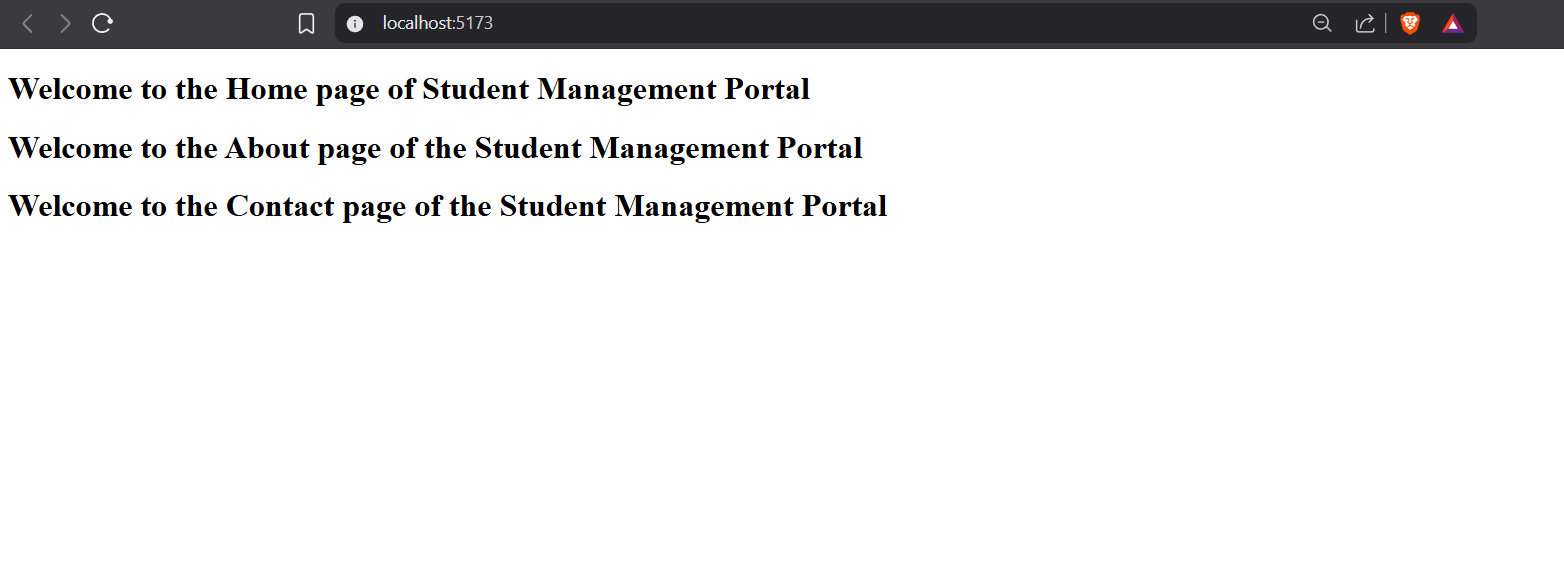 localhost:5173
Welcome to the Home page of Student Management Portal
Welcome to the About page of the Student Management Portal
Welcome to the Contact page of the Student Management Portal